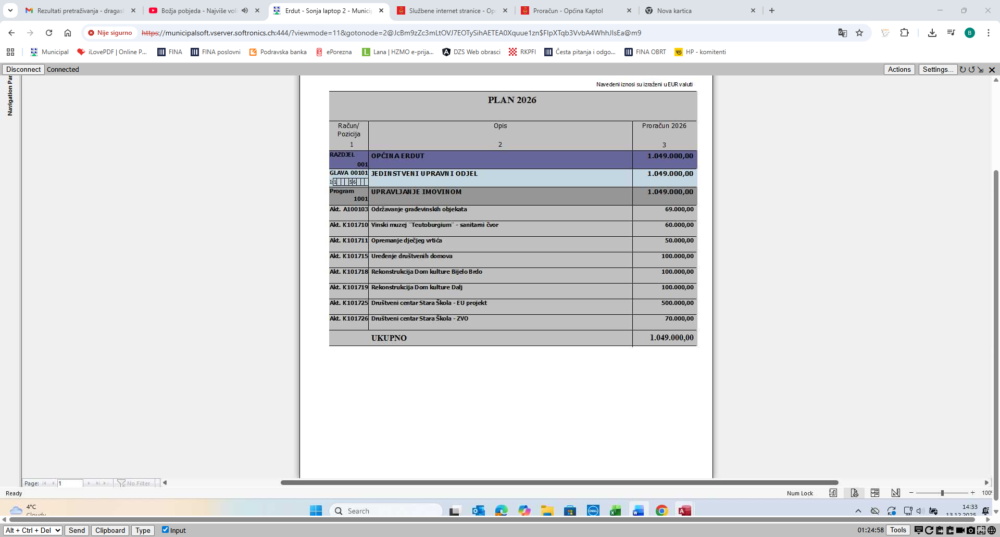 Rezultati pretraživanja - dragas
Božja pobjeda - Najviše vol
Erdut - Sonja laptop 2 - Municip
Službene internet stranice - Op
Proračun - Općina Kaptol
Nova kartica
Nije sigurno
https://municipalsoft.vserver.softronics.ch:444/?viewmode=11&gotonode=2@JcBm9zZc3mLtOVJ7EOTySihAETEA0Xquue1zn$FlpXTqb3VvbA4WhhJlsEa@m9
B
Municipal
iLovePDF | Online P...
FINA
FINA poslovni
Podravska banka
ePorezna
Lana | HZMO e-prija...
DZS Web obrasci
RKPFI
Česta pitanja i odgo...
FINA OBRT
HP - komitenti
Disconnect Connected
Actions
Settings...
Navigation Pan
Navedeni iznosi su izraženi u EUR valuti
PLAN 2026
Račun/
Pozicija
Opis
Proračun 2026
1 2 3
RAZDJEL
001
OPĆINA ERDUT 1.049.000,00
GLAVA 00101 JEDINSTVENI UPRAVNI ODJEL 1.049.000,00
I: 1 5 6
Program
1001
UPRAVLJANJE IMOVINOM 1.049.000,00
Akt. A100103 Održavanje građevinskih objekata 69.000,00
Akt. K101710 Vinski muzej "Teutoburgium" - sanitarni čvor 60.000,00
Akt. K101711 Opremanje dječjeg vrtića 50.000,00
Akt. K101715 Uređenje društvenih domova 100.000,00
Akt. K101718 Rekonstrukcija Dom kulture Bijelo Brdo 100.000,00
Akt. K101719 Rekonstrukcija Dom kulture Dalj 100.000,00
Akt. K101725 Društveni centar Stara Škola - EU projekt 500.000,00
Akt. K101726 Društveni centar Stara Škola - ZVO 70.000,00
UKUPNO 1.049.000,00
Page: 1 No Filter
Ready
Num Lock
100%
4°C
Cloudy
Search
14:33
13.12.2025
Alt + Ctrl + Del
Send
Clipboard
Type
Input
01:24:58
Tools